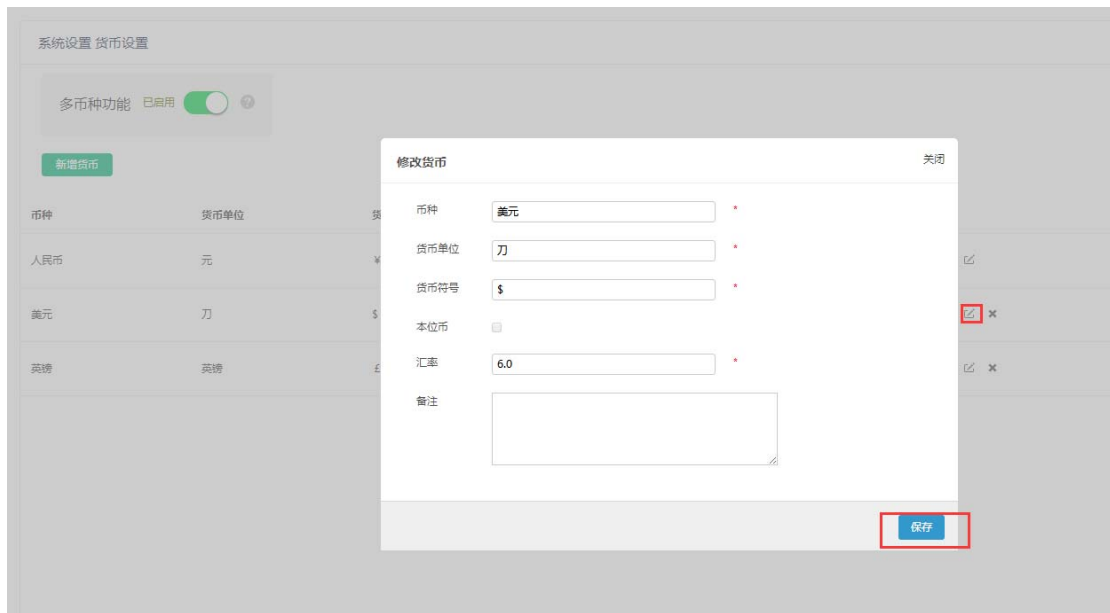 系统设置 货币设置
多币种功能 已启用 ?
新增货币
币种 货币单位
人民币 元 ¥
美元 刀 $
英镑 英镑 £
修改货币 关闭
币种 美元 *
货币单位 刀 *
货币符号 $ *
本位币
汇率 6.0 *
备注
保存